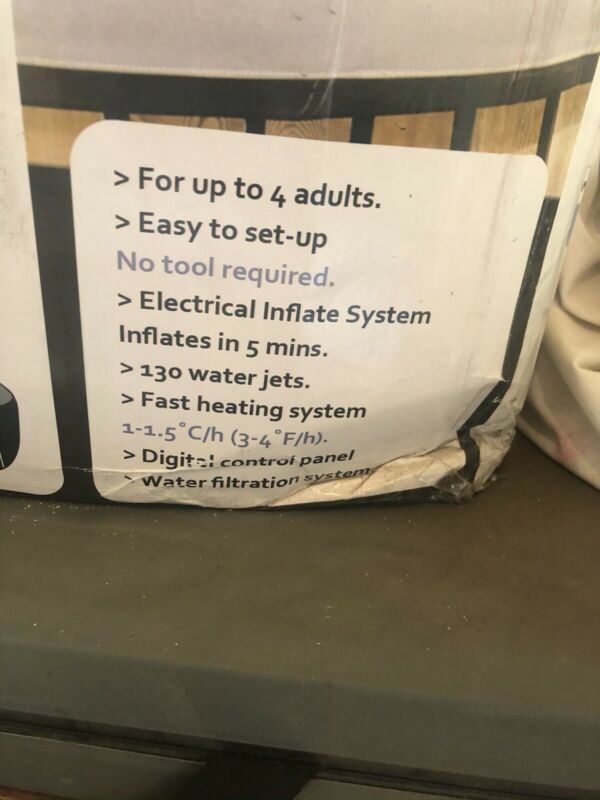 > For up to 4 adults.
> Easy to set-up
No tool required.
> Electrical Inflate System
Inflates in 5 mins.
> 130 water jets.
> Fast heating system
1-1.5°C/h (3-4°F/h).
> Digital control panel
> Water filtration system